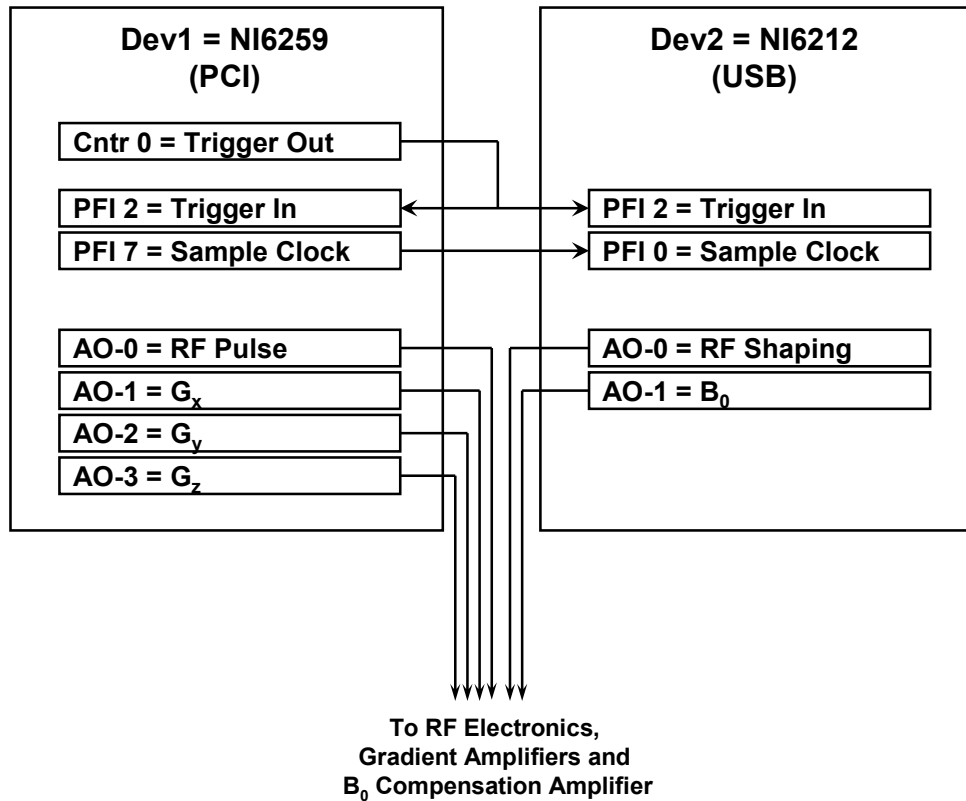 Dev1 = NI6259
(PCI)
Cntr 0 = Trigger Out
PFI 2 = Trigger In
PFI 7 = Sample Clock
AO-0 = RF Pulse
AO-1 = Gₓ
AO-2 = Gᵧ
AO-3 = G_z
Dev2 = NI6212
(USB)
PFI 2 = Trigger In
PFI 0 = Sample Clock
AO-0 = RF Shaping
AO-1 = B₀
To RF Electronics,
Gradient Amplifiers and
B₀ Compensation Amplifier